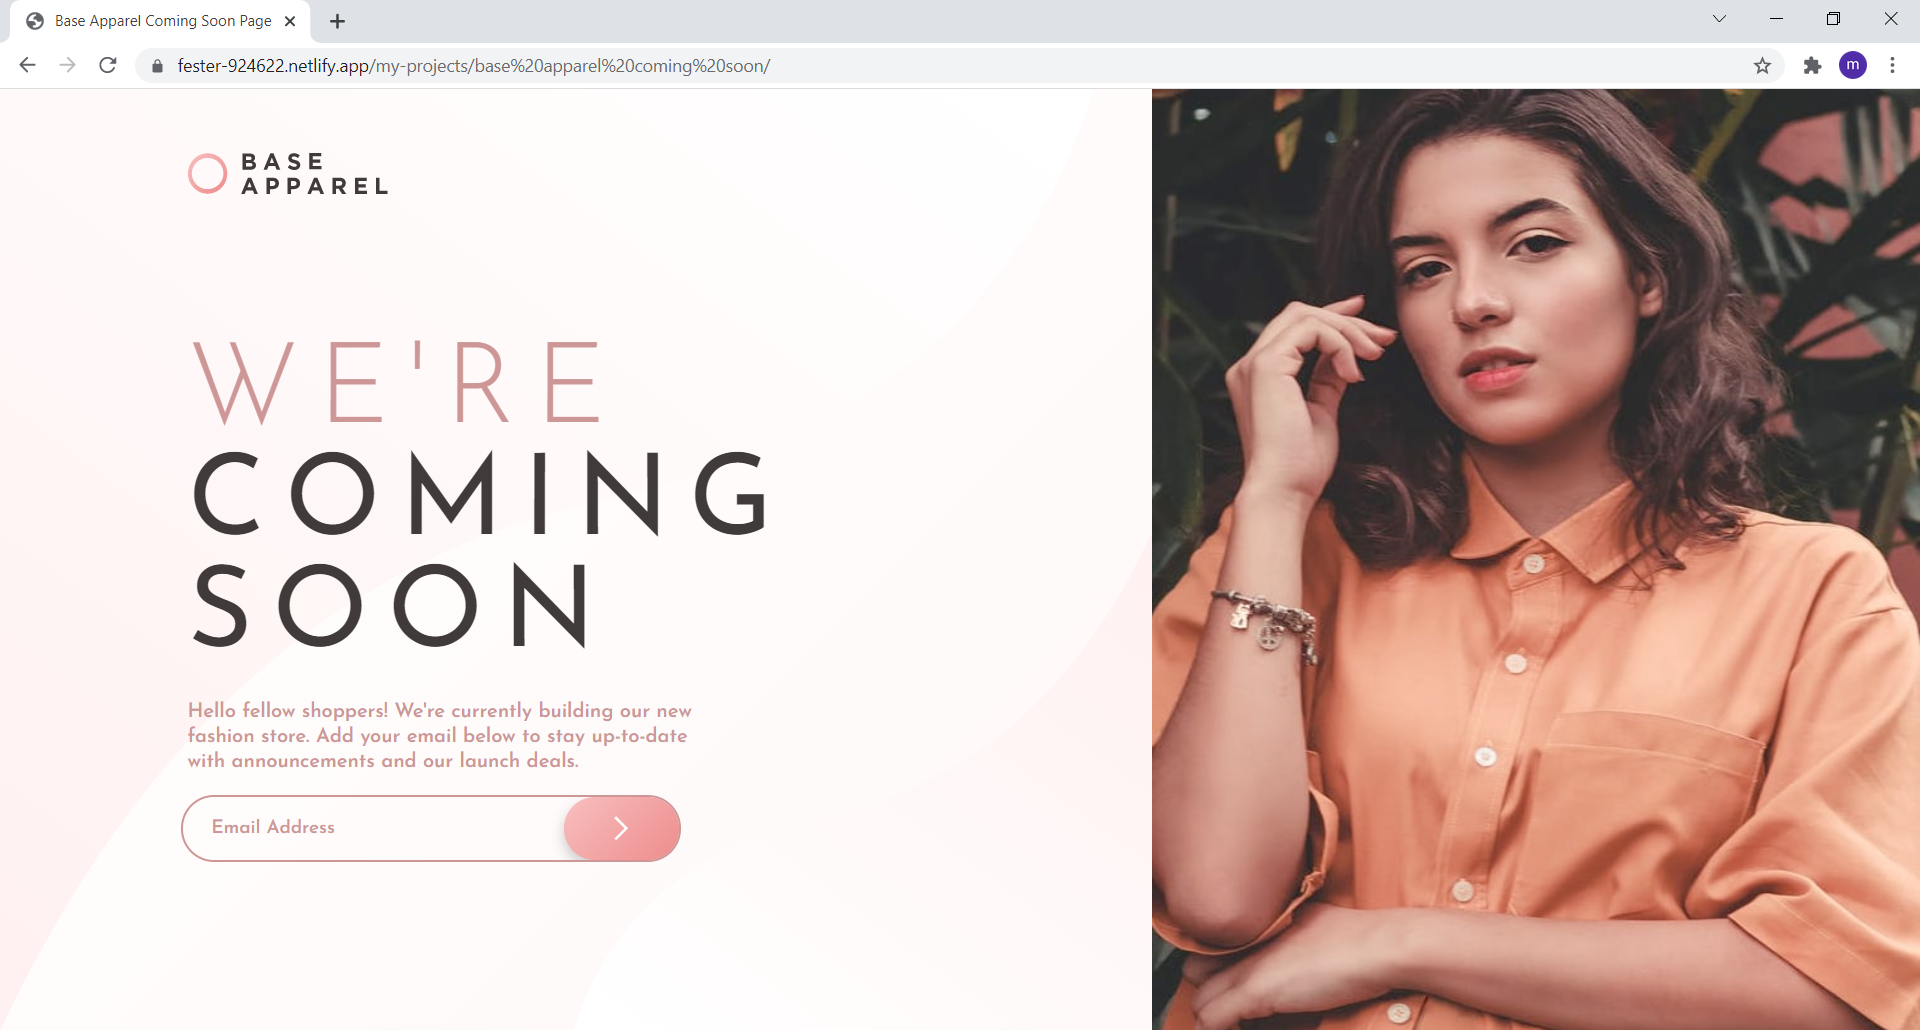 Base Apparel Coming Soon Page
fester-924622.netlify.app/my-projects/base%20apparel%20coming%20soon/
m
BASE
APPAREL
WE'RE
COMING
SOON
Hello fellow shoppers! We're currently building our new
fashion store. Add your email below to stay up-to-date
with announcements and our launch deals.
Email Address